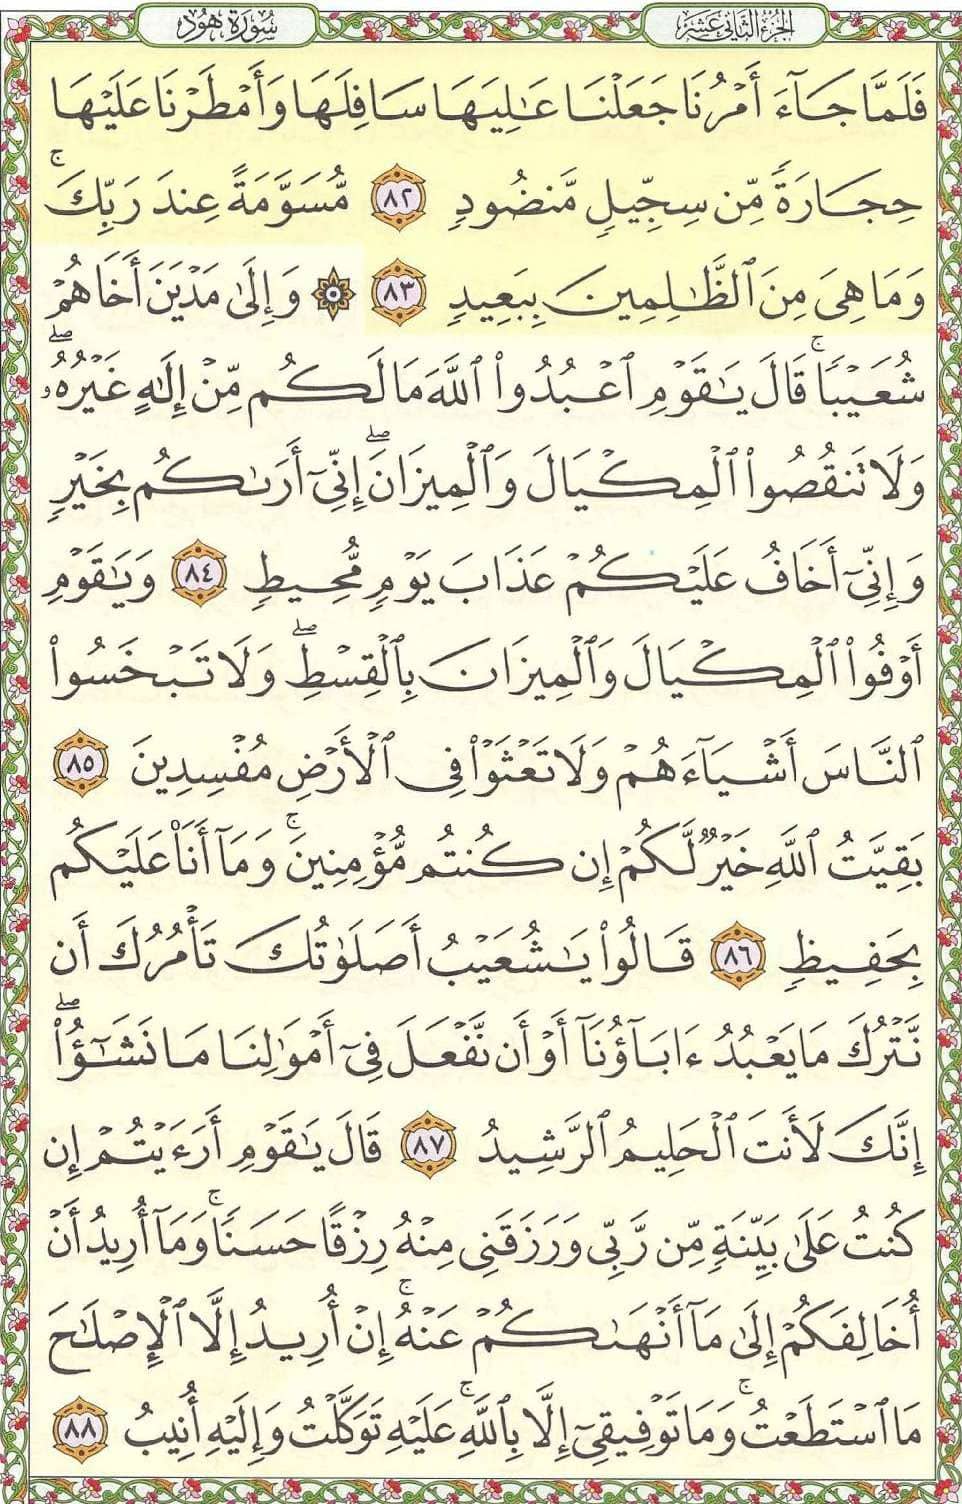 الجزء الثاني عشر
سُورَةُ هُودٍ
فَلَمَّا جَآءَ أَمْرُنَا جَعَلْنَا عَٰلِيَهَا سَافِلَهَا وَأَمْطَرْنَا عَلَيْهَا
حِجَارَةً مِّن سِجِّيلٍ مَّنضُودٍ ٨٢ مُّسَوَّمَةً عِندَ رَبِّكَ ۖ
وَمَا هِىَ مِنَ ٱلظَّٰلِمِينَ بِبَعِيدٍ ٨٣ ۞ وَإِلَىٰ مَدْيَنَ أَخَاهُمْ
شُعَيْبًا ۚ قَالَ يَٰقَوْمِ ٱعْبُدُوا۟ ٱللَّهَ مَا لَكُم مِّنْ إِلَٰهٍ غَيْرُهُۥ ۖ
وَلَا تَنقُصُوا۟ ٱلْمِكْيَالَ وَٱلْمِيزَانَ ۖ إِنِّىٓ أَرَىٰكُم بِخَيْرٍ
وَإِنِّىٓ أَخَافُ عَلَيْكُمْ عَذَابَ يَوْمٍ مُّحِيطٍ ٨٤ وَيَٰقَوْمِ
أَوْفُوا۟ ٱلْمِكْيَالَ وَٱلْمِيزَانَ بِٱلْقِسْطِ ۖ وَلَا تَبْخَسُوا۟
ٱلنَّاسَ أَشْيَآءَهُمْ وَلَا تَعْثَوْا۟ فِى ٱلْأَرْضِ مُفْسِدِينَ ٨٥
بَقِيَّتُ ٱللَّهِ خَيْرٌ لَّكُمْ إِن كُنتُم مُّؤْمِنِينَ ۚ وَمَآ أَنَا۠ عَلَيْكُم
بِحَفِيظٍ ٨٦ قَالُوا۟ يَٰشُعَيْبُ أَصَلَوٰتُكَ تَأْمُرُكَ أَن
نَّتْرُكَ مَا يَعْبُدُ ءَابَآؤُنَآ أَوْ أَن نَّفْعَلَ فِىٓ أَمْوَٰلِنَا مَا نَشَٰٓؤُا۟ ۖ
إِنَّكَ لَأَنتَ ٱلْحَلِيمُ ٱلرَّشِيدُ ٨٧ قَالَ يَٰقَوْمِ أَرَءَيْتُمْ إِن
كُنتُ عَلَىٰ بَيِّنَةٍ مِّن رَّبِّى وَرَزَقَنِى مِنْهُ رِزْقًا حَسَنًا ۚ وَمَآ أُرِيدُ أَنْ
أُخَالِفَكُمْ إِلَىٰ مَآ أَنْهَىٰكُمْ عَنْهُ ۚ إِنْ أُرِيدُ إِلَّا ٱلْإِصْلَٰحَ
مَا ٱسْتَطَعْتُ ۚ وَمَا تَوْفِيقِىٓ إِلَّا بِٱللَّهِ ۚ عَلَيْهِ تَوَكَّلْتُ وَإِلَيْهِ أُنِيبُ ٨٨